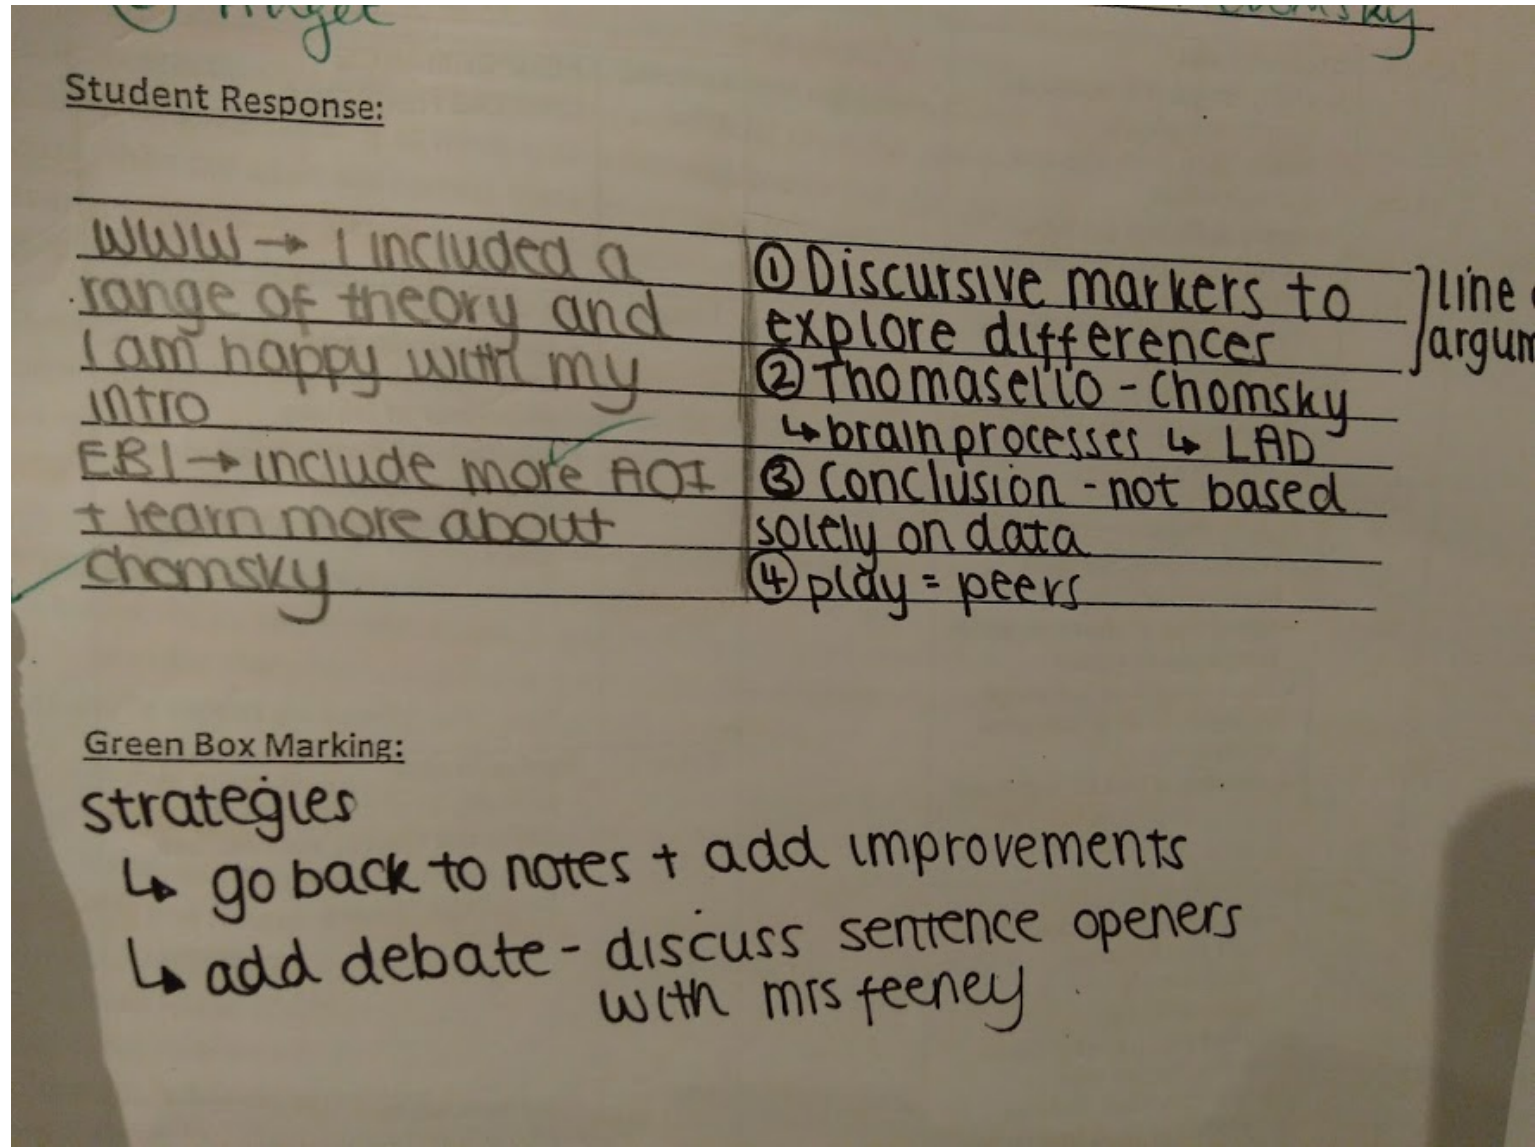 Student Response:
WWW → I included a
range of theory and
I am happy with my
intro
EBI → include more AO1
+ learn more about
chomsky
① Discursive markers to
explore differences
line
argum
② Thomasello - Chomsky
↳ brain processes ↳ LAD
③ Conclusion - not based
solely on data
④ play = peers
Green Box Marking:
strategies
↳ go back to notes + add improvements
↳ add debate - discuss sentence openers
with mrs feeney